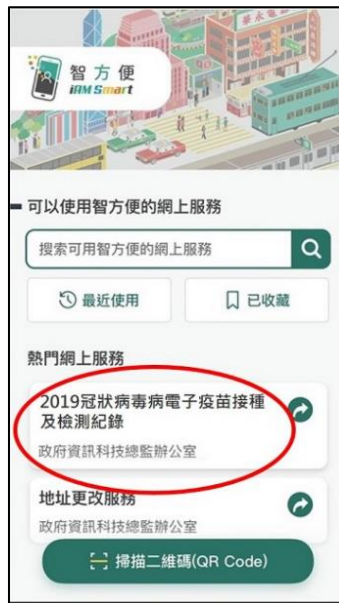 華永電
智方便
iAM Smart
可以使用智方便的網上服務
搜索可用智方便的網上服務
最近使用
已收藏
熱門網上服務
2019冠狀病毒病電子疫苗接種
及檢測紀錄
政府資訊科技總監辦公室
地址更改服務
政府資訊科技總監辦公室
掃描二維碼(QR Code)